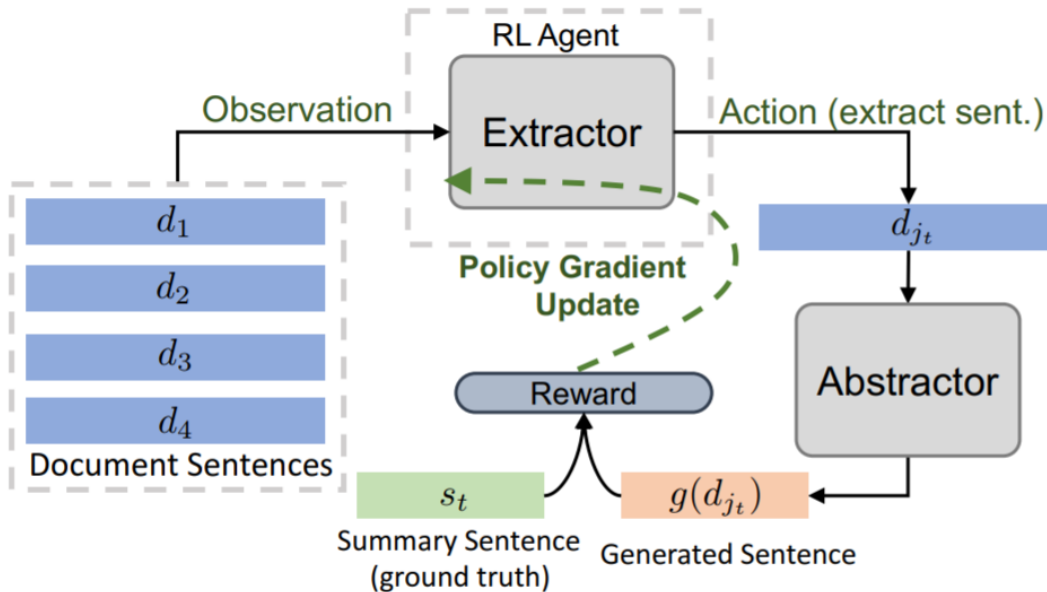 RL Agent
Observation
Extractor
Action (extract sent.)
d_1
d_2
d_3
d_4
Document Sentences
d_{j_t}
Policy Gradient
Update
Abstractor
Reward
s_t
g(d_{j_t})
Summary Sentence
(ground truth)
Generated Sentence